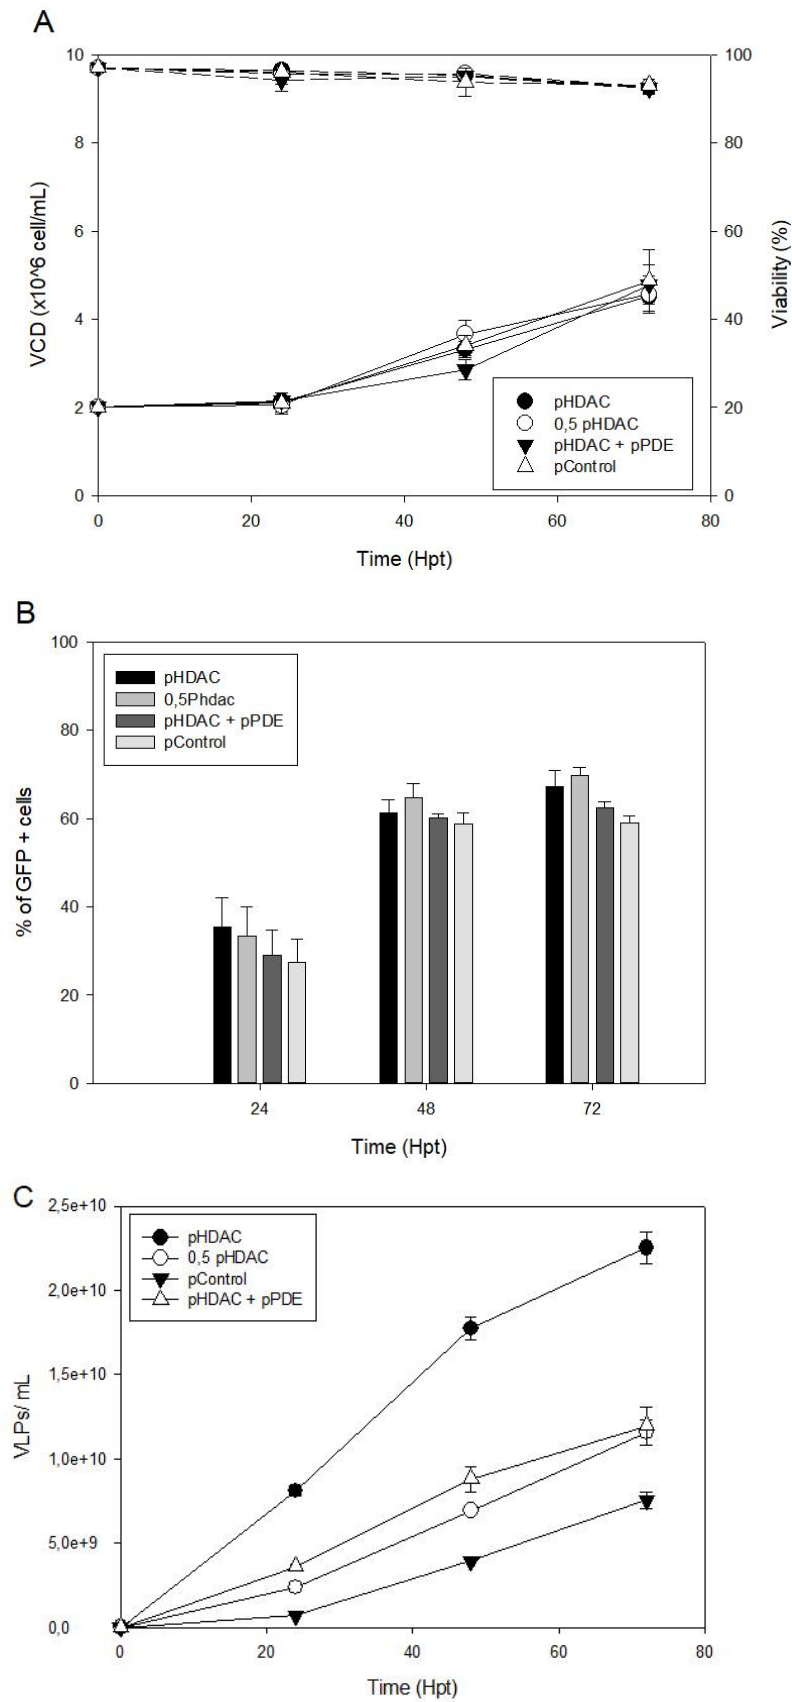 A
10
8
6
4
2
0
VCD (x10^6 cell/mL)
100
80
60
40
20
0
Viability (%)
pHDAC
0,5 pHDAC
pHDAC + pPDE
pControl
0
20
40
60
80
Time (Hpt)
B
100
80
60
40
20
0
% of GFP + cells
pHDAC
0,5Phdac
pHDAC + pPDE
pControl
24
48
72
Time (Hpt)
C
2,5e+10
2,0e+10
1,5e+10
1,0e+10
5,0e+9
0,0
VLPs/ mL
pHDAC
0,5 pHDAC
pControl
pHDAC + pPDE
0
20
40
60
80
Time (Hpt)